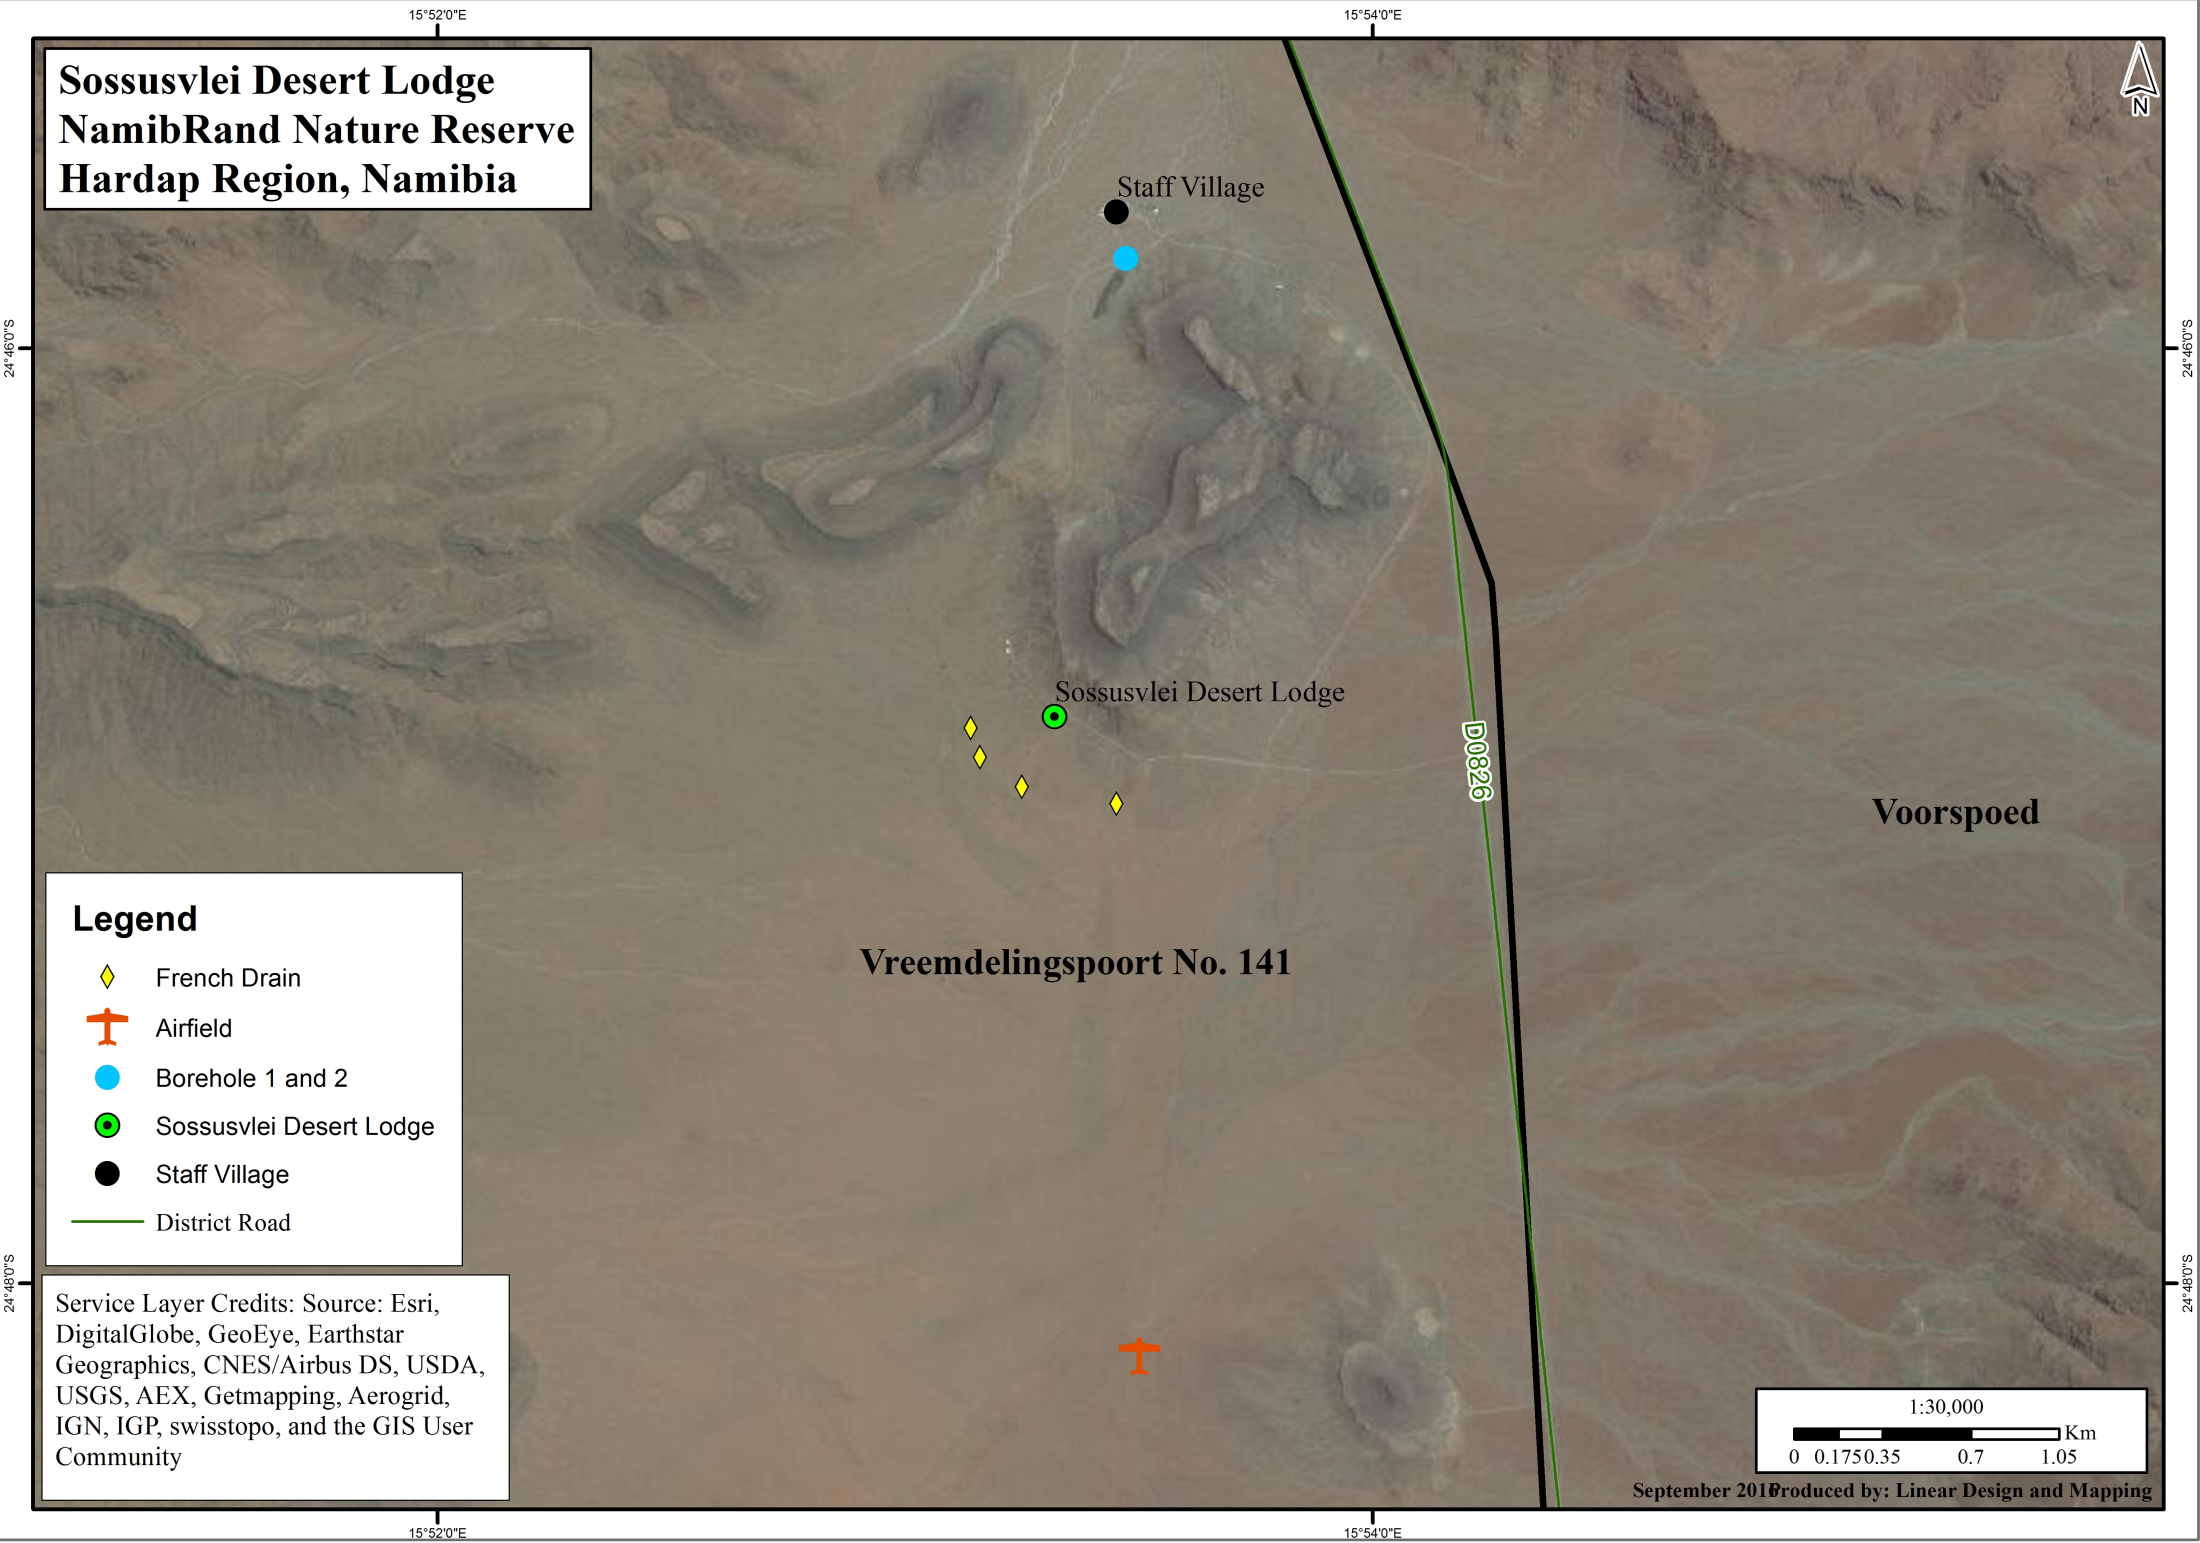 15°52'0"E
15°54'0"E
Sossusvlei Desert Lodge
NamibRand Nature Reserve
Hardap Region, Namibia
N
Staff Village
24°46'0"S
24°46'0"S
Sossusvlei Desert Lodge
D0826
Voorspoed
Vreemdelingspoort No. 141
Legend
French Drain
Airfield
Borehole 1 and 2
Sossusvlei Desert Lodge
Staff Village
District Road
24°48'0"S
24°48'0"S
Service Layer Credits: Source: Esri,
DigitalGlobe, GeoEye, Earthstar
Geographics, CNES/Airbus DS, USDA,
USGS, AEX, Getmapping, Aerogrid,
IGN, IGP, swisstopo, and the GIS User
Community
1:30,000
Km
0 0.175 0.35 0.7 1.05
September Produced by: Linear Design and Mapping
15°52'0"E
15°54'0"E